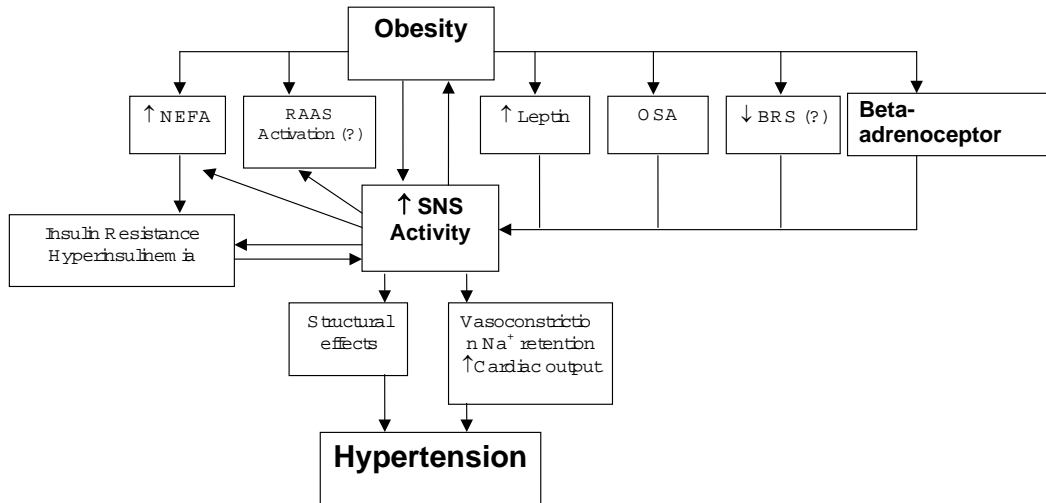 Obesity
↑ NEFA
RAAS
Activation (?)
↑ Leptin
OSA
↓ BRS (?)
Beta-
adrenoceptor
↑ SNS
Activity
Insulin Resistance
Hyperinsulinemia
Structural
effects
Vasoconstrictio
n Na⁺ retention
↑Cardiac output
Hypertension